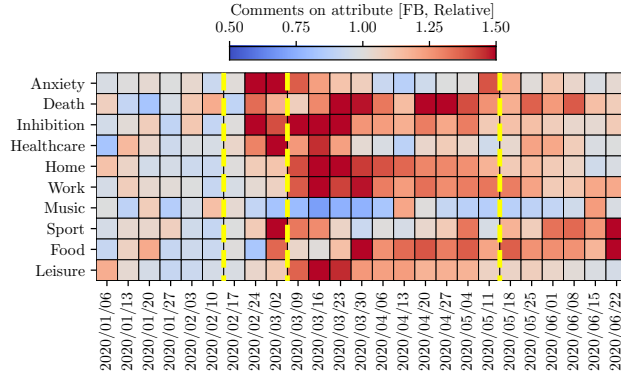 Comments on attribute [FB, Relative]
0.50 0.75 1.00 1.25 1.50
Anxiety
Death
Inhibition
Healthcare
Home
Work
Music
Sport
Food
Leisure
2020/01/06
2020/01/13
2020/01/20
2020/01/27
2020/02/03
2020/02/10
2020/02/17
2020/02/24
2020/03/02
2020/03/09
2020/03/16
2020/03/23
2020/03/30
2020/04/06
2020/04/13
2020/04/20
2020/04/27
2020/05/04
2020/05/11
2020/05/18
2020/05/25
2020/06/01
2020/06/08
2020/06/15
2020/06/22